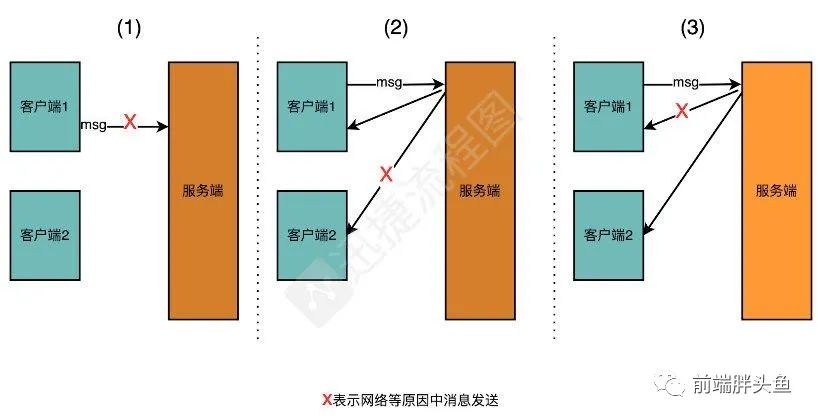 (1)
客户端1
msg
X
服务端
客户端2
(2)
客户端1
msg
X
服务端
客户端2
(3)
客户端1
msg
X
服务端
客户端2
迅捷流程图
X表示网络等原因中消息发送
前端胖头鱼